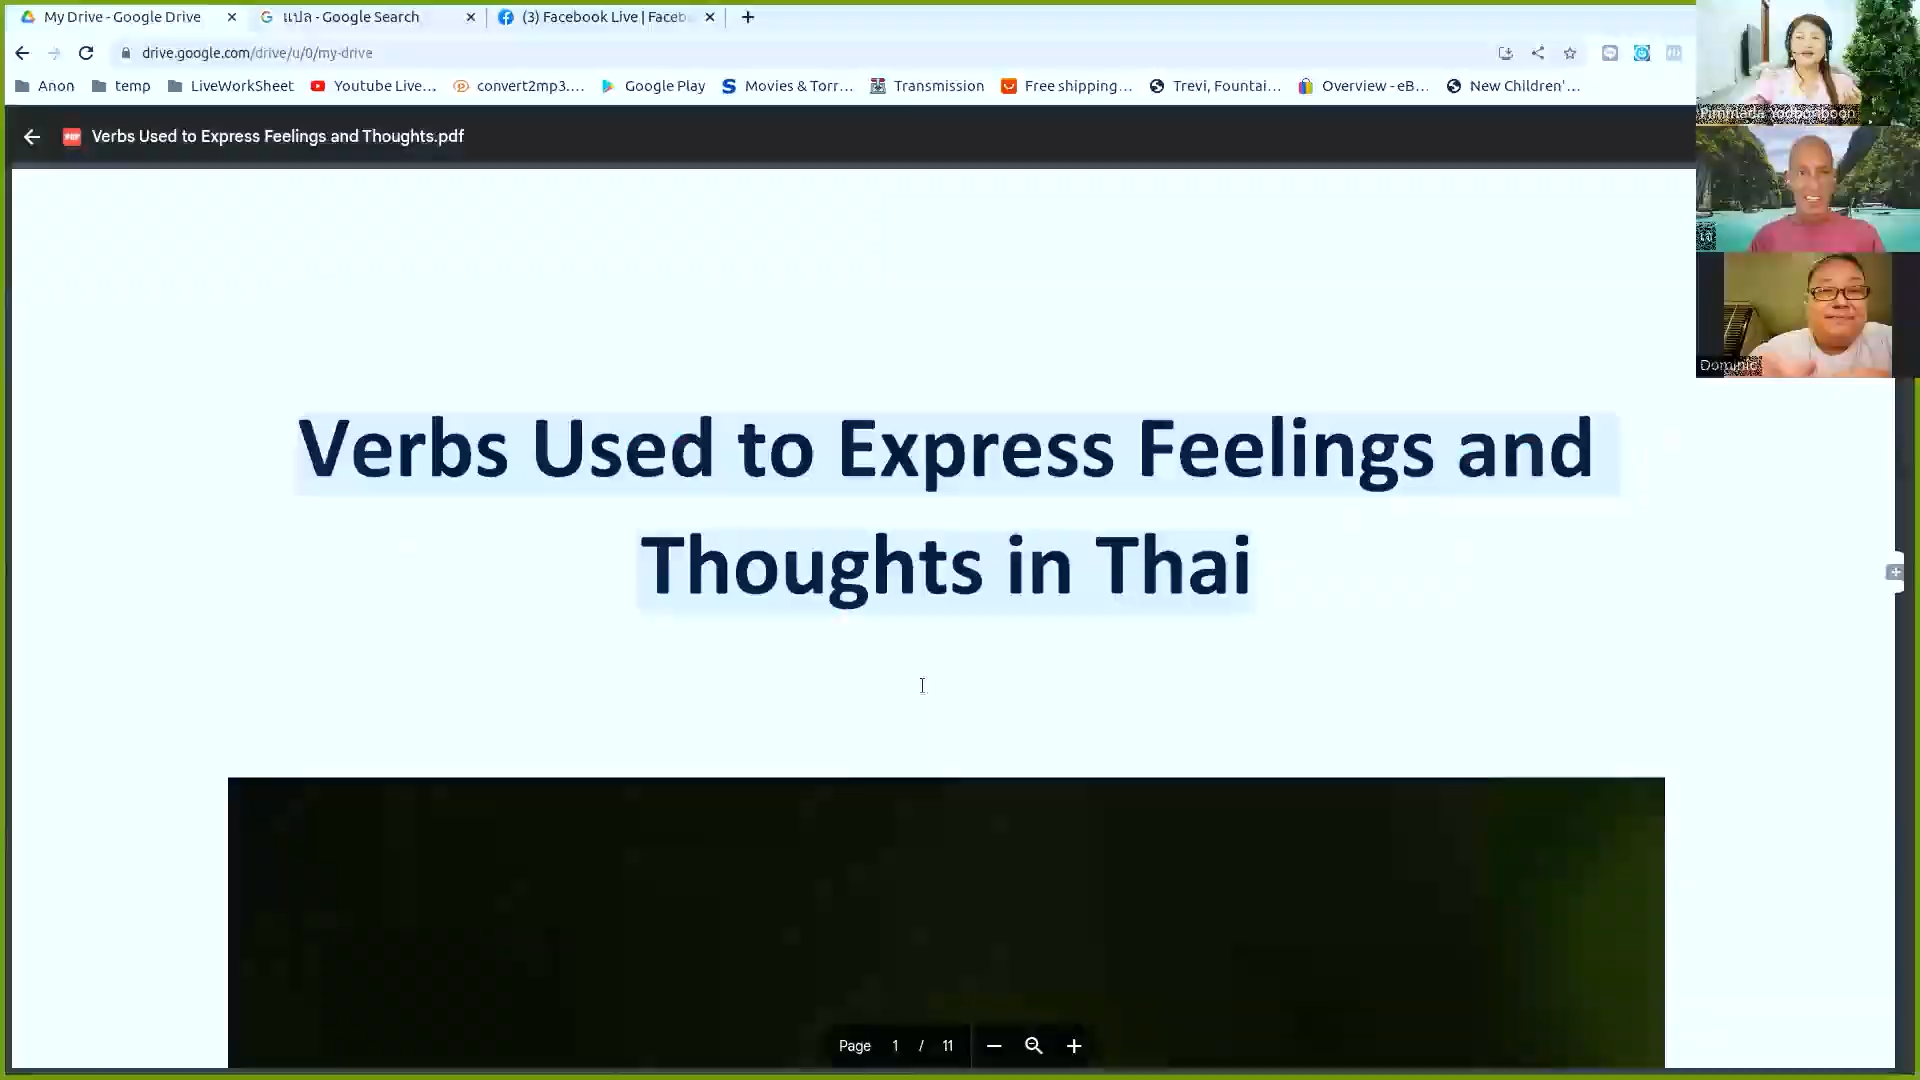 My Drive - Google Drive
แปล - Google Search
(3) Facebook Live | Faceb
drive.google.com/drive/u/0/my-drive
Anon
temp
LiveWorkSheet
Youtube Live...
convert2mp3....
Google Play
Movies & Torr...
Transmission
Free shipping...
Trevi, Fountai...
Overview - eB...
New Children'...
PDF
Verbs Used to Express Feelings and Thoughts.pdf
Dominic
Verbs Used to Express Feelings and
Thoughts in Thai
Page 1 / 11